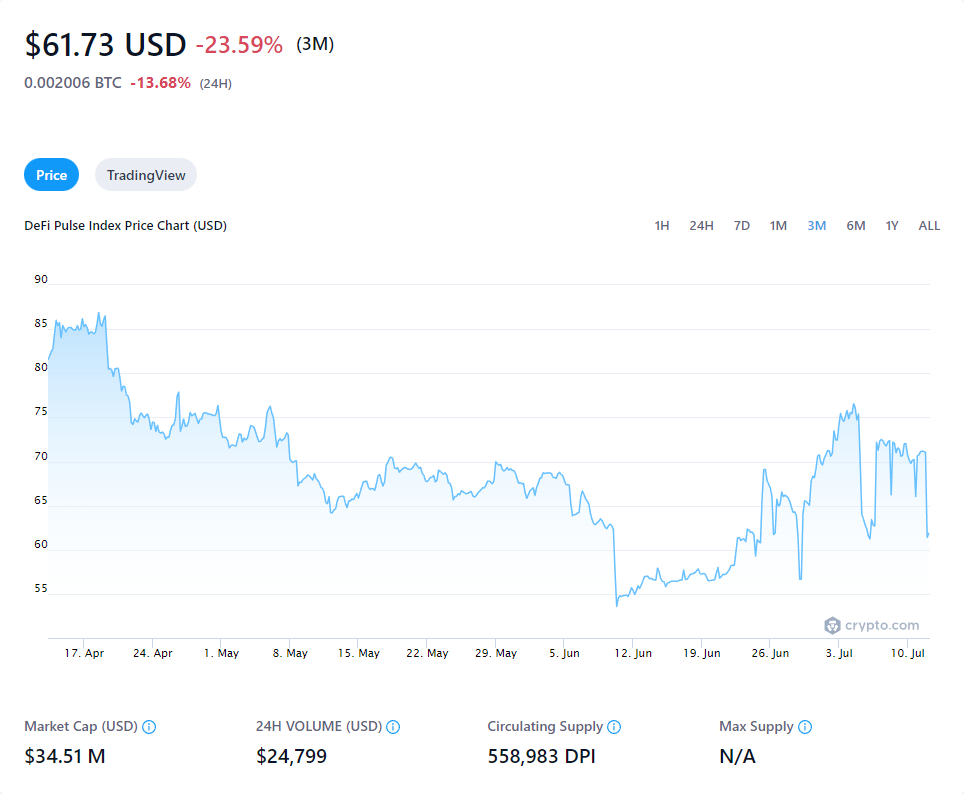 $61.73 USD -23.59% (3M)
0.002006 BTC -13.68% (24H)
Price TradingView
DeFi Pulse Index Price Chart (USD) 1H 24H 7D 1M 3M 6M 1Y ALL
90
85
80
75
70
65
60
55
crypto.com
17. Apr 24. Apr 1. May 8. May 15. May 22. May 29. May 5. Jun 12. Jun 19. Jun 26. Jun 3. Jul 10. Jul
Market Cap (USD) 24H VOLUME (USD) Circulating Supply Max Supply
$34.51 M $24,799 558,983 DPI N/A